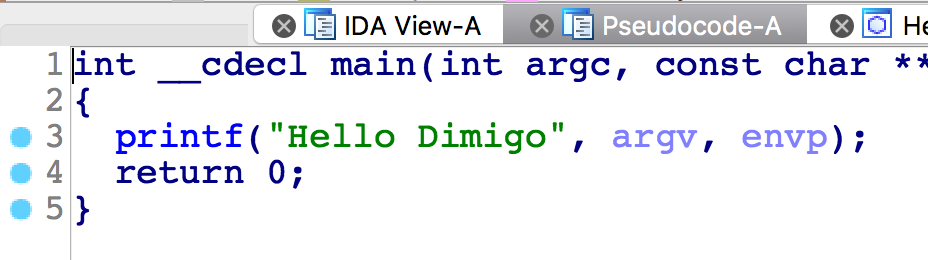 IDA View-A Pseudocode-A He
1 int __cdecl main(int argc, const char **
2 {
3 printf("Hello Dimigo", argv, envp);
4 return 0;
5 }